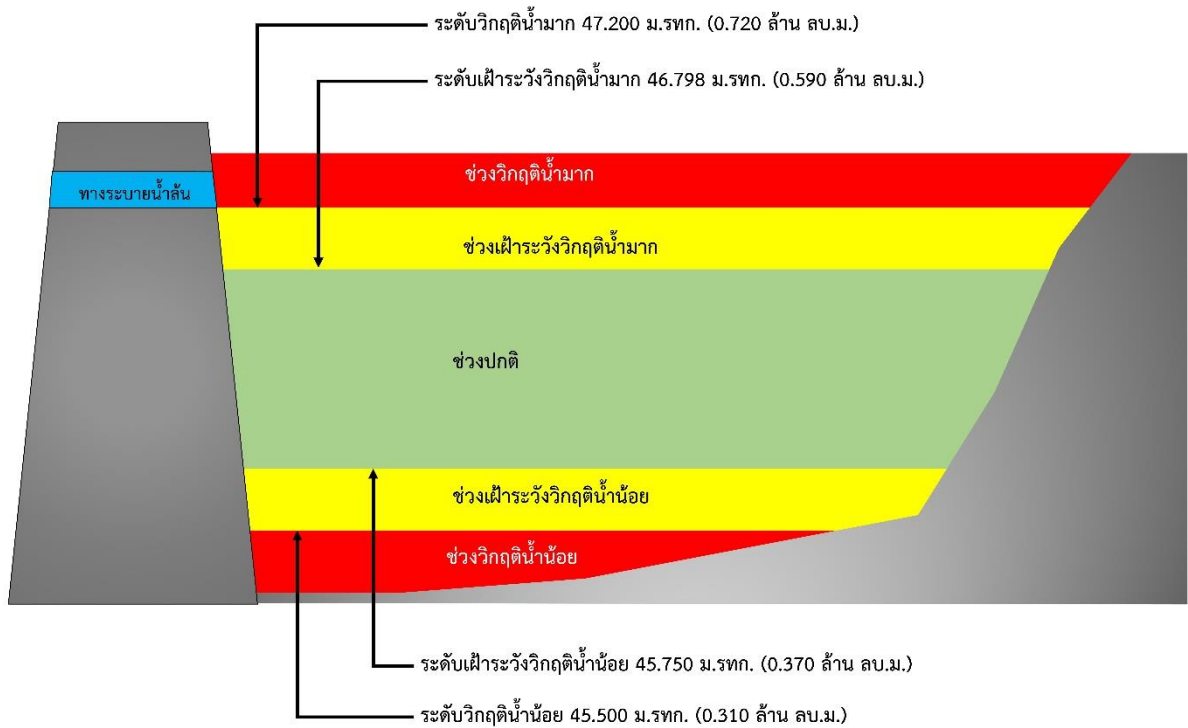 ระดับวิกฤติน้ำมาก 47.200 ม.รทก. (0.720 ล้าน ลบ.ม.)
ระดับเฝ้าระวังวิกฤติน้ำมาก 46.798 ม.รทก. (0.590 ล้าน ลบ.ม.)
ช่วงวิกฤติน้ำมาก
ทางระบายน้ำล้น
ช่วงเฝ้าระวังวิกฤติน้ำมาก
ช่วงปกติ
ช่วงเฝ้าระวังวิกฤติน้ำน้อย
ช่วงวิกฤติน้ำน้อย
ระดับเฝ้าระวังวิกฤติน้ำน้อย 45.750 ม.รทก. (0.370 ล้าน ลบ.ม.)
ระดับวิกฤติน้ำน้อย 45.500 ม.รทก. (0.310 ล้าน ลบ.ม.)